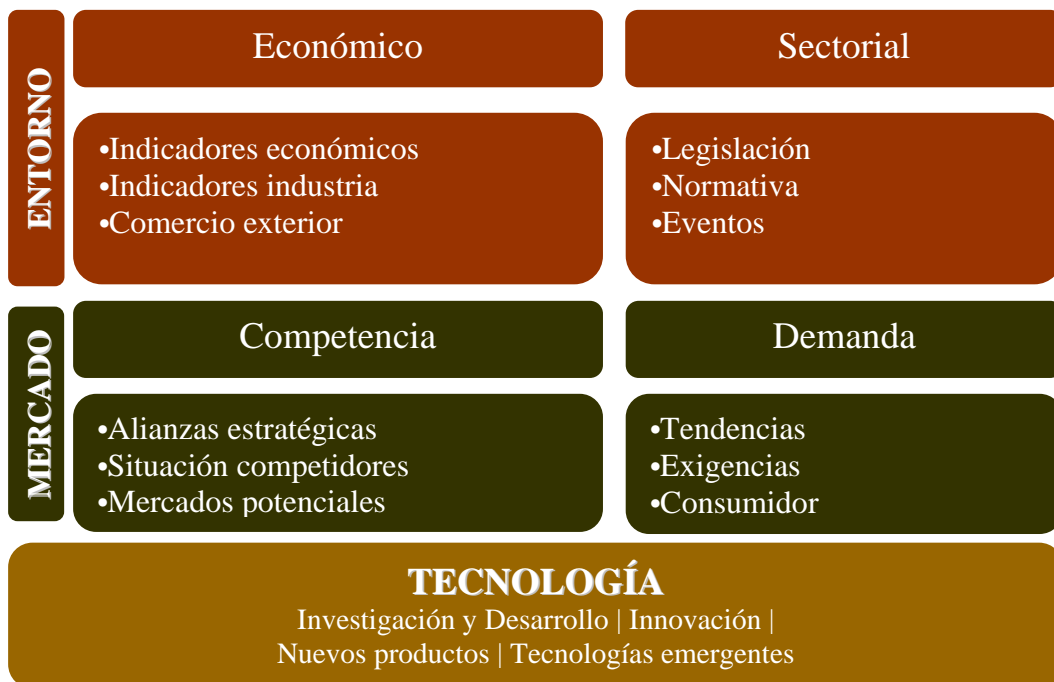 ENTORNO
Económico
•Indicadores económicos
•Indicadores industria
•Comercio exterior
Sectorial
•Legislación
•Normativa
•Eventos
MERCADO
Competencia
•Alianzas estratégicas
•Situación competidores
•Mercados potenciales
Demanda
•Tendencias
•Exigencias
•Consumidor
TECNOLOGÍA
Investigación y Desarrollo | Innovación |
Nuevos productos | Tecnologías emergentes